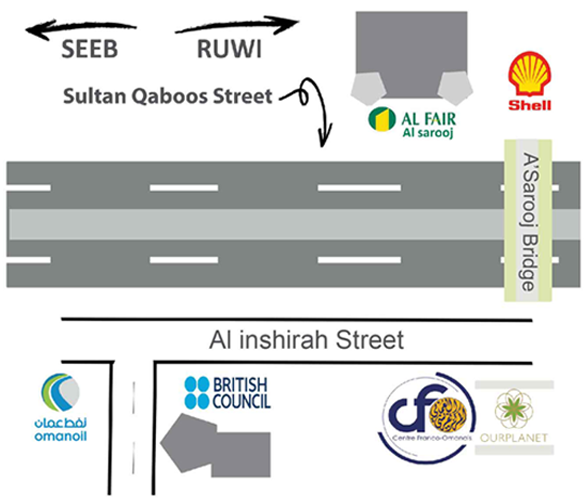 SEEB
RUWI
Sultan Qaboos Street
AL FAIR
Al sarooj
Shell
A'Sarooj Bridge
Al inshirah Street
نفط عمان
omanoil
BRITISH
COUNCIL
cfo
Centre Franco-Omanais
OURPLANET